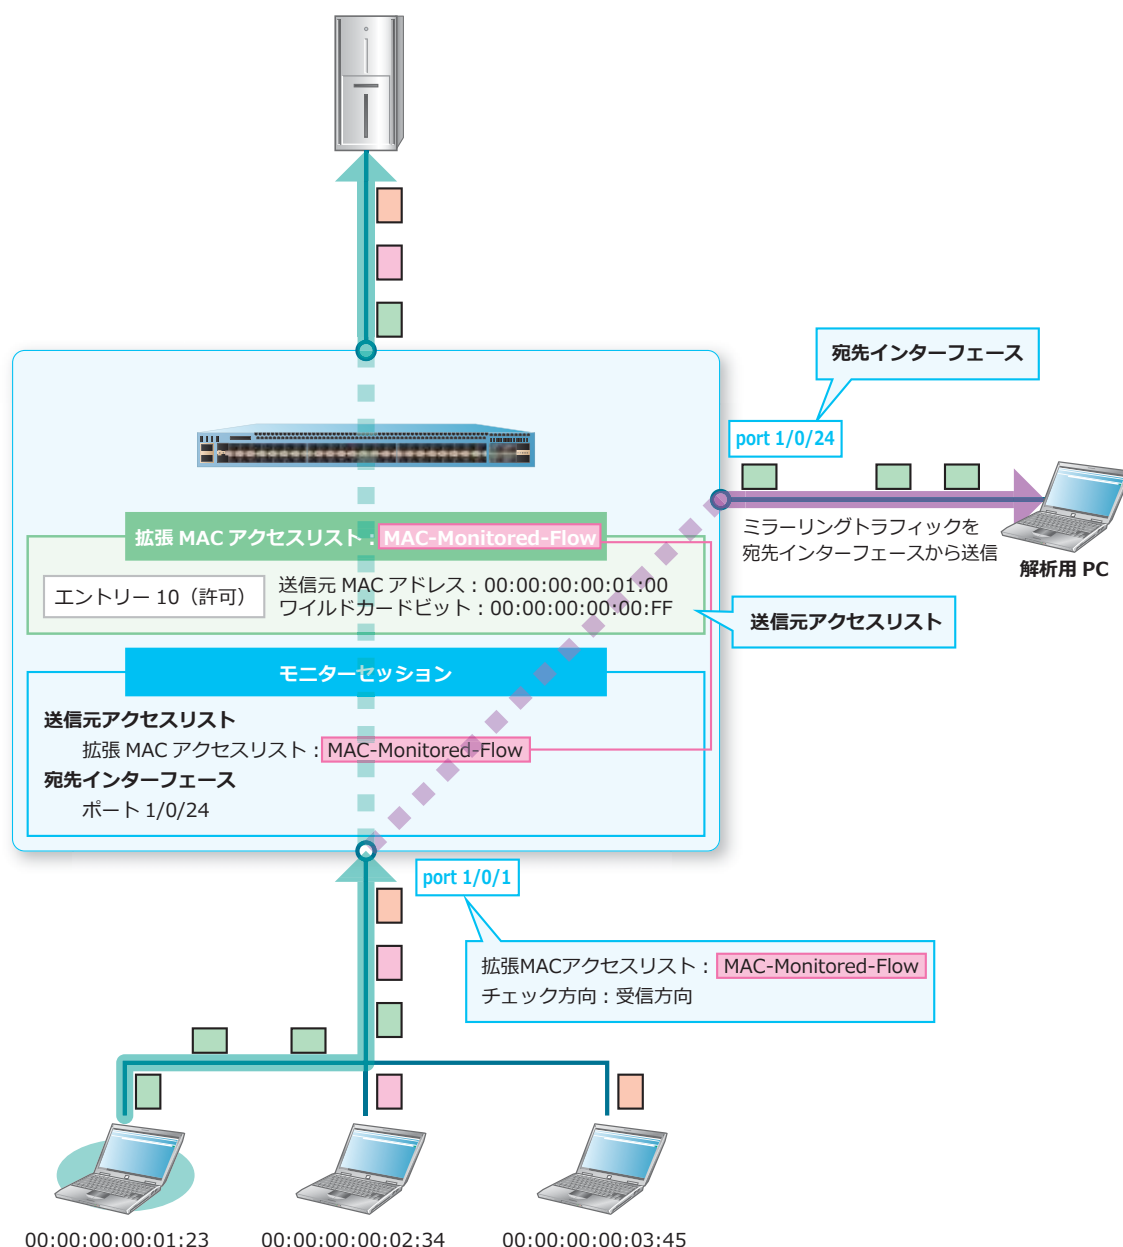 宛先インターフェース
port 1/0/24
ミラーリングトラフィックを
宛先インターフェースから送信
解析用 PC
拡張 MAC アクセスリスト：MAC-Monitored-Flow
エントリー 10（許可）
送信元 MAC アドレス：00:00:00:00:01:00
ワイルドカードビット：00:00:00:00:00:FF
送信元アクセスリスト
モニターセッション
送信元アクセスリスト
拡張 MAC アクセスリスト：MAC-Monitored-Flow
宛先インターフェース
ポート 1/0/24
port 1/0/1
拡張MACアクセスリスト： MAC-Monitored-Flow
チェック方向：受信方向
00:00:00:00:01:23
00:00:00:00:02:34
00:00:00:00:03:45